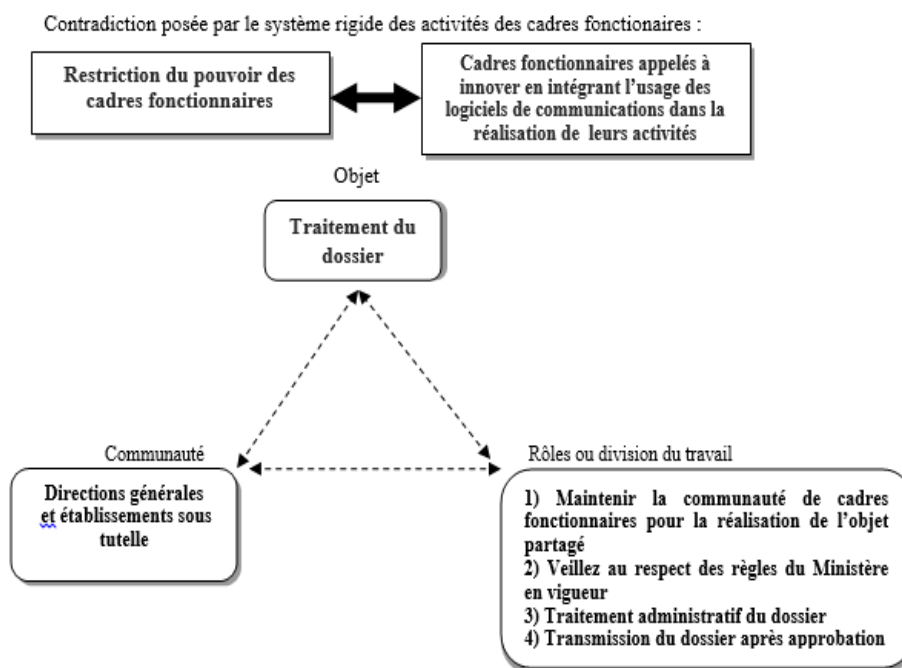 Contradiction posée par le système rigide des activités des cadres fonctionaires :
Restriction du pouvoir des
cadres fonctionnaires
Cadres fonctionnaires appelés à
innover en intégrant l'usage des
logiciels de communications dans la
réalisation de leurs activités
Objet
Traitement du
dossier
Communauté
Directions générales
et établissements sous
tutelle
Rôles ou division du travail
1) Maintenir la communauté de cadres
fonctionnaires pour la réalisation de l'objet
partagé
2) Veillez au respect des règles du Ministère
en vigueur
3) Traitement administratif du dossier
4) Transmission du dossier après approbation